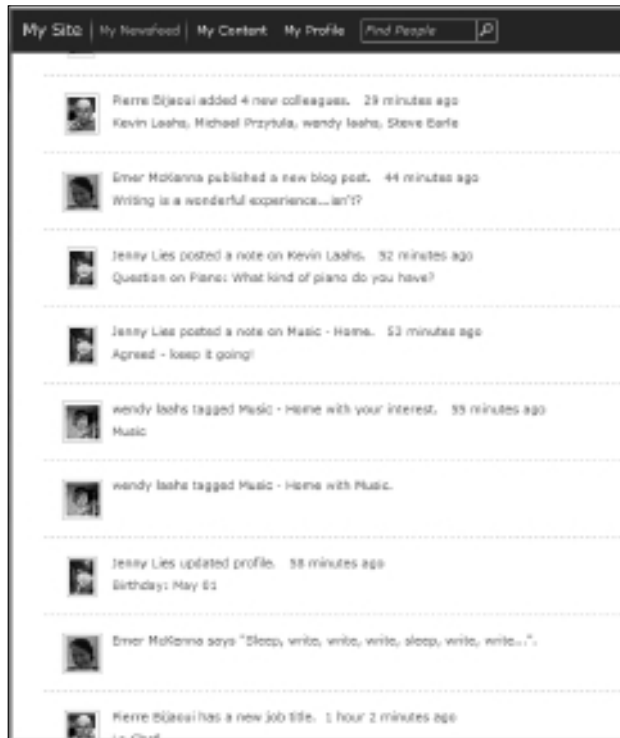 My Site My Newsfeed My Content My Profile Find People
Pierre Bijaoui added 4 new colleagues. 29 minutes ago
Kevin Laahs, Michael Przytula, wendy laahs, Steve Earle
Emer McKenna published a new blog post. 44 minutes ago
Writing is a wonderful experience....isn't?
Jenny Lies posted a note on Kevin Laahs. 52 minutes ago
Question on Piano: What kind of piano do you have?
Jenny Lies posted a note on Music - Home. 53 minutes ago
Agreed - keep it going!
wendy laahs tagged Music - Home with your interest. 55 minutes ago
Music
wendy laahs tagged Music - Home with Music.
Jenny Lies updated profile. 58 minutes ago
Birthday: May 01
Emer McKenna says "Sleep, write, write, write, sleep, write, write...".
Pierre Bijaoui has a new job title. 1 hour 2 minutes ago